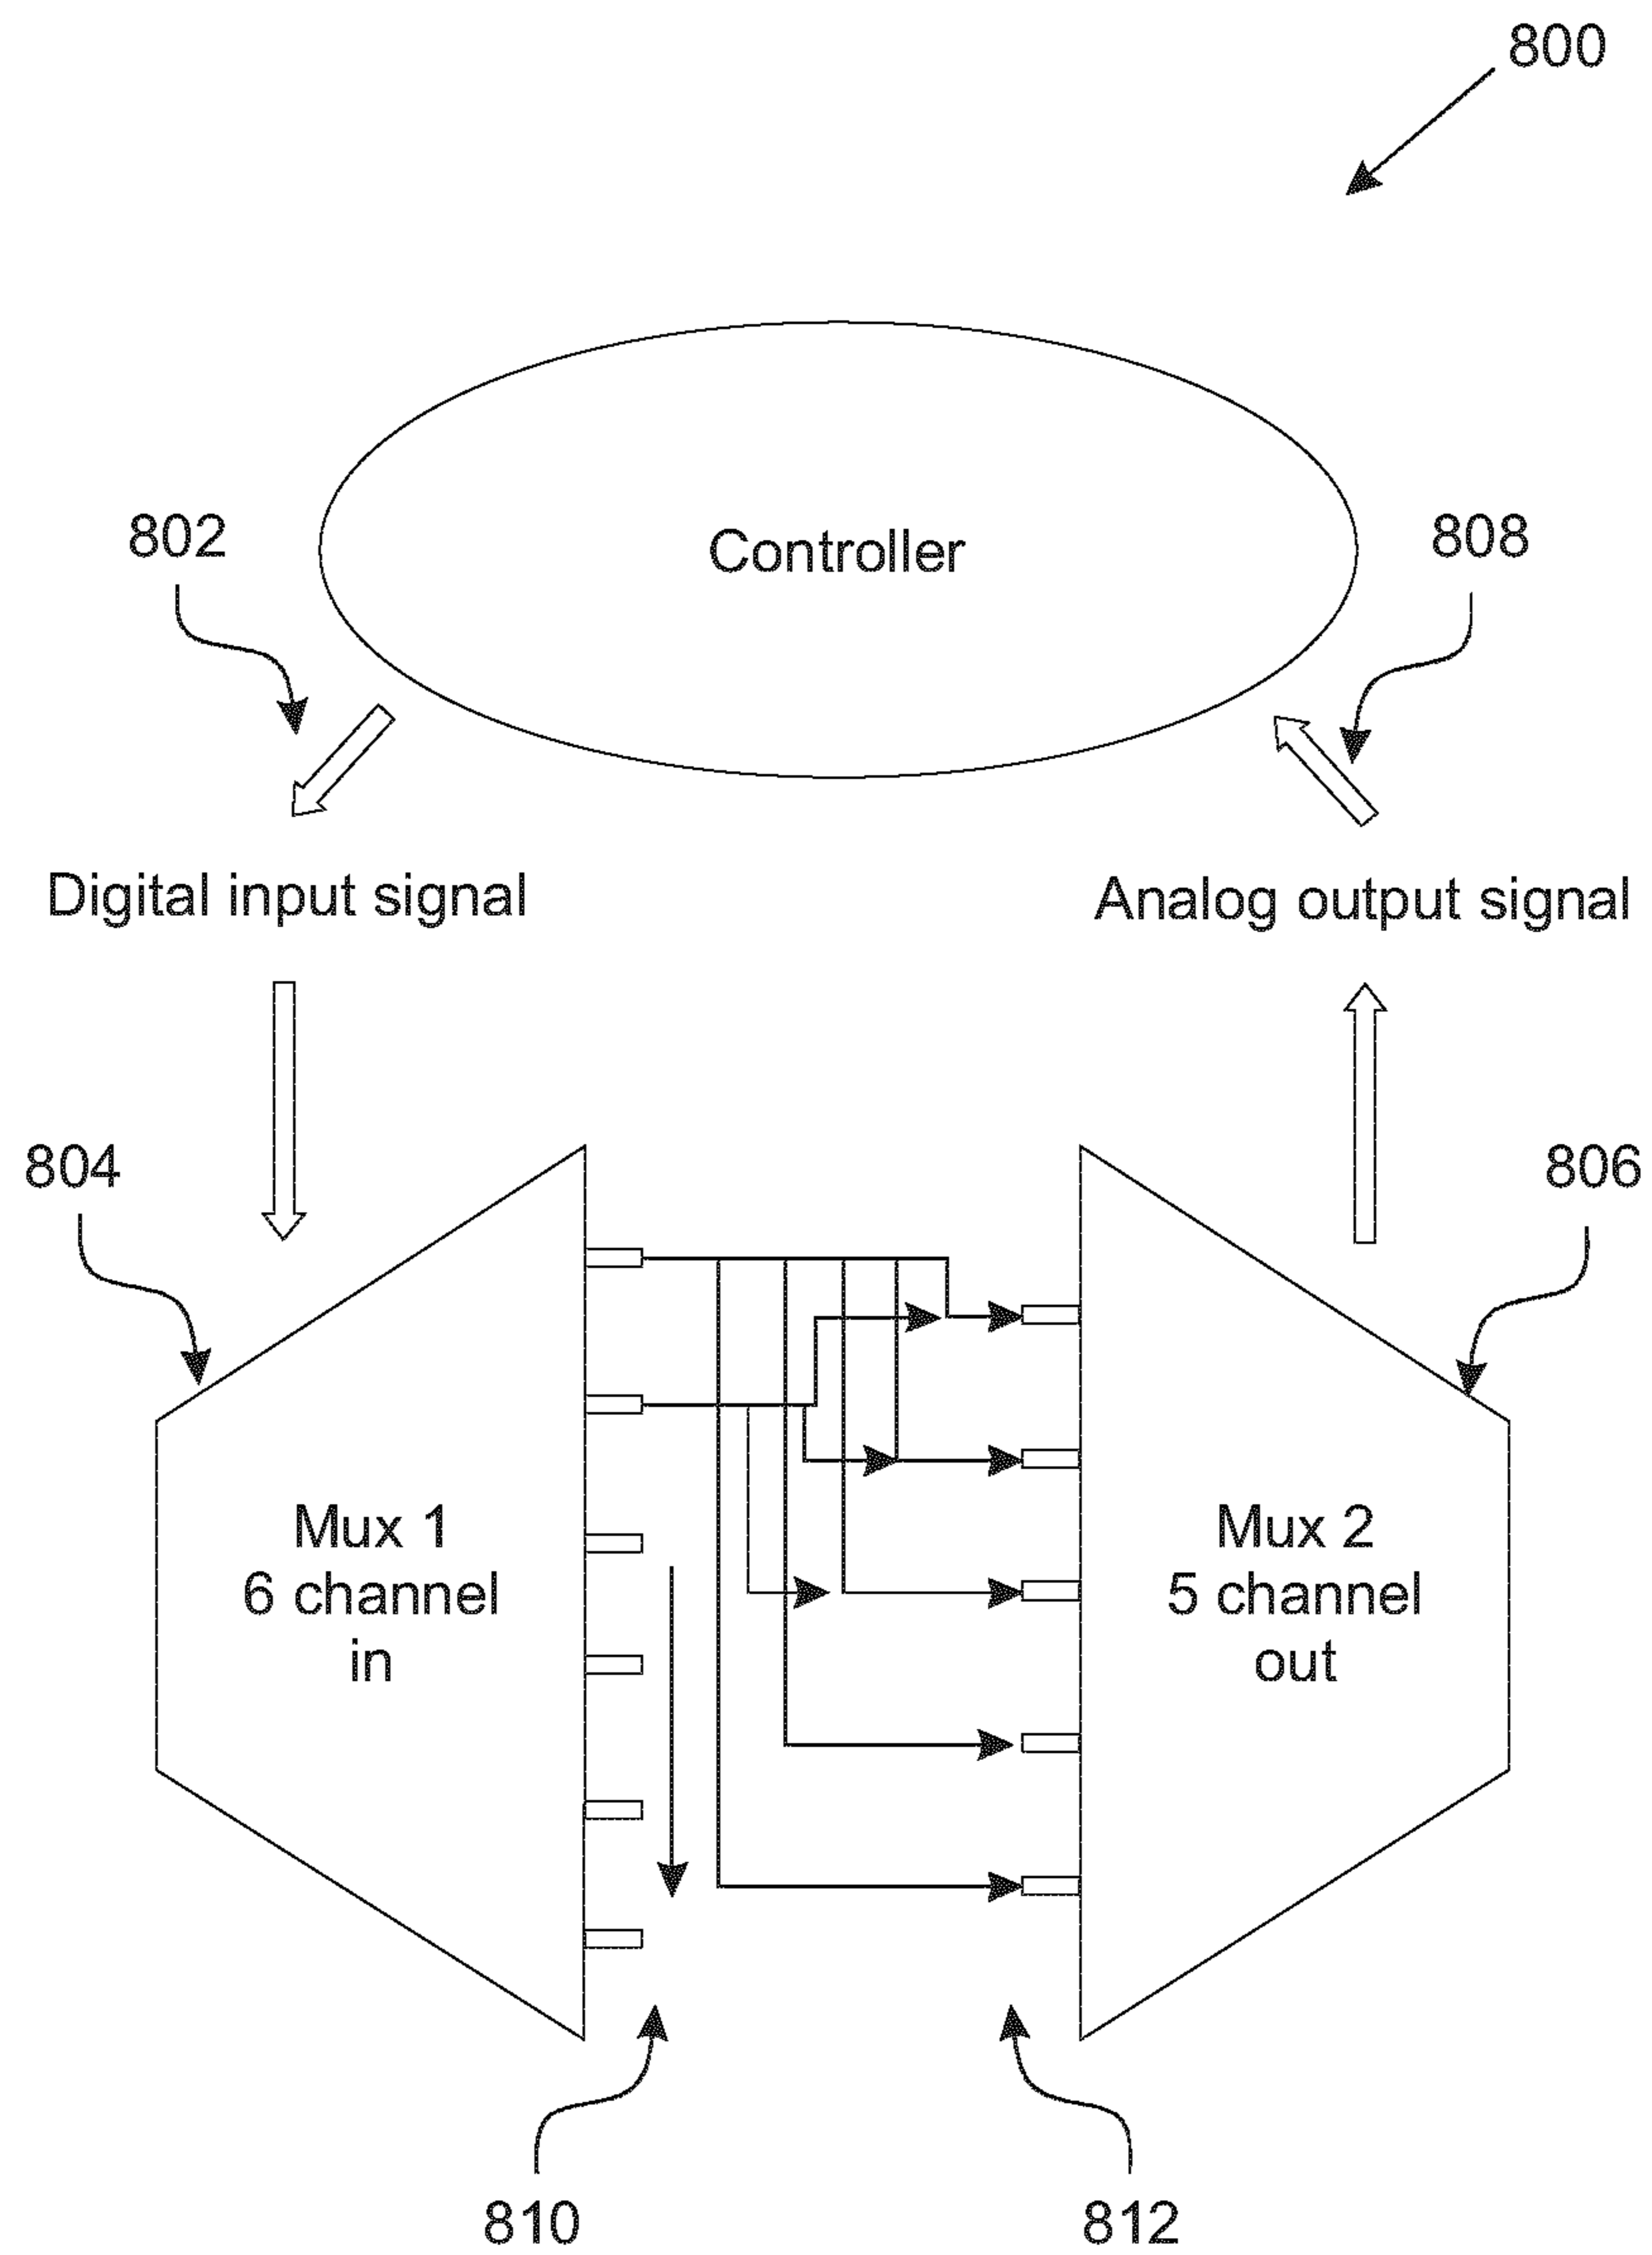 800
802
Controller
808
Digital input signal
Analog output signal
804
806
Mux 1
6 channel
in
Mux 2
5 channel
out
810
812